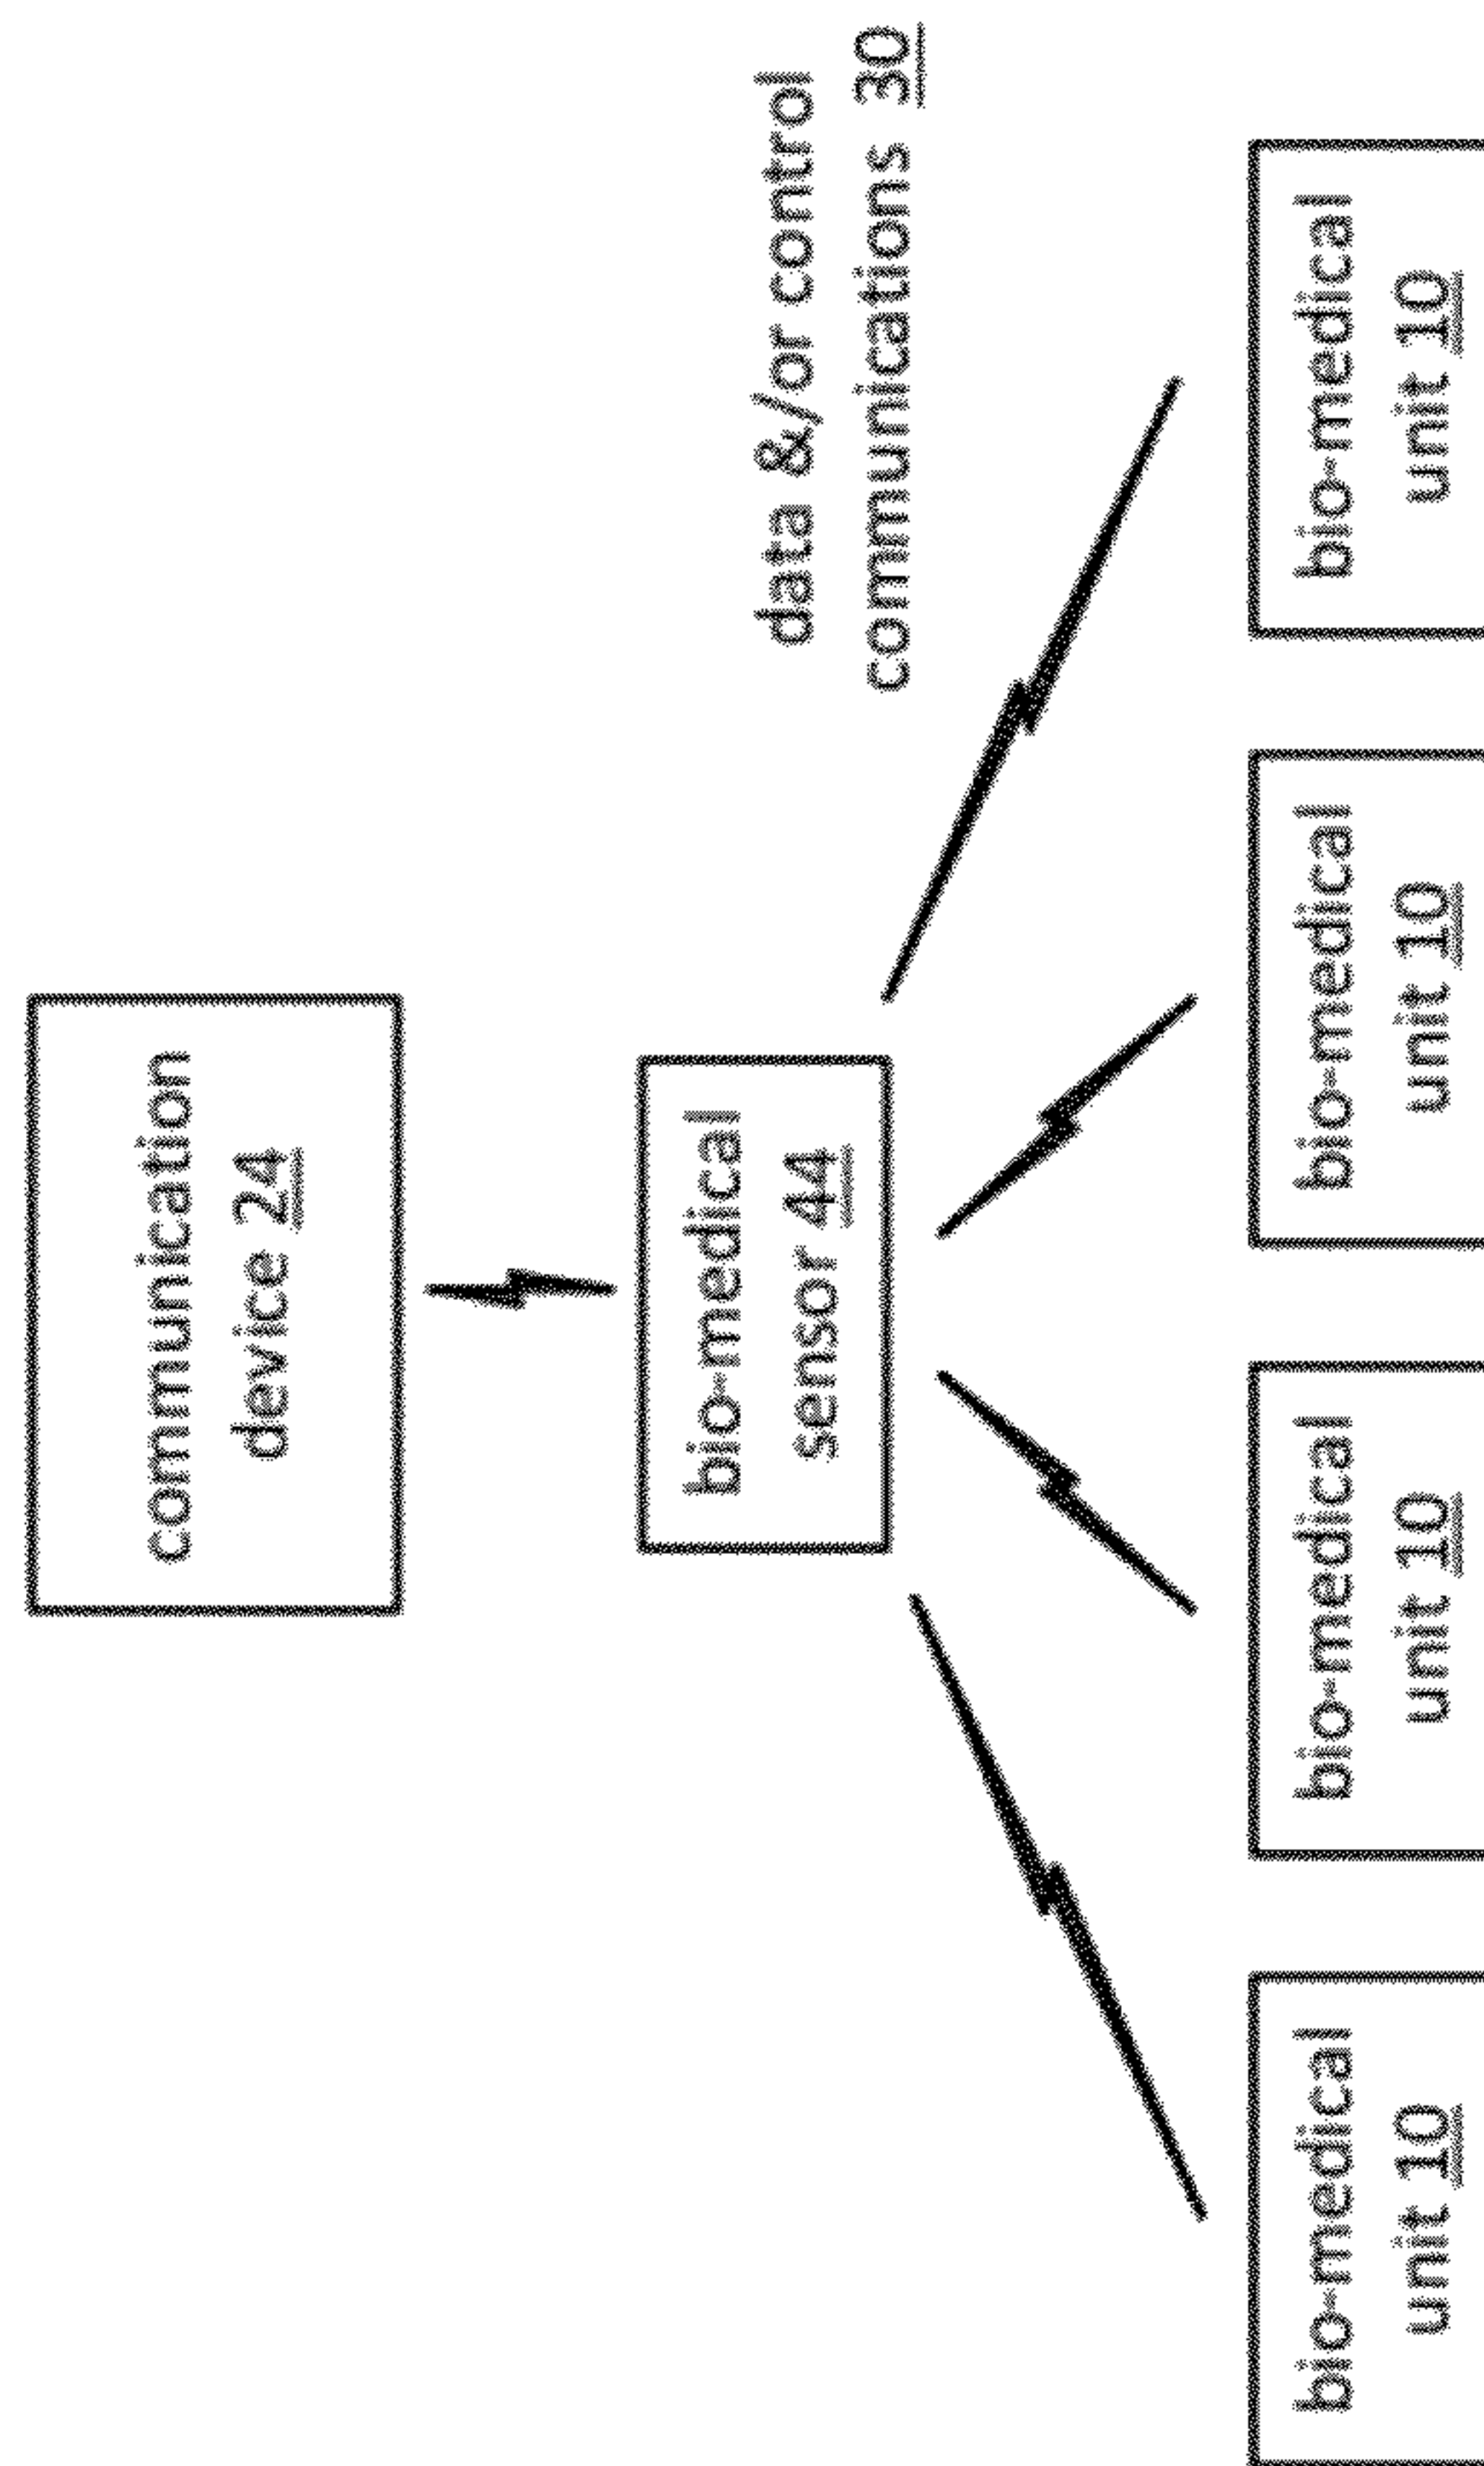 communication
device 24
bio-medical
sensor 44
data &/or control
communications 30
bio-medical
unit 10
bio-medical
unit 10
bio-medical
unit 10
bio-medical
unit 10